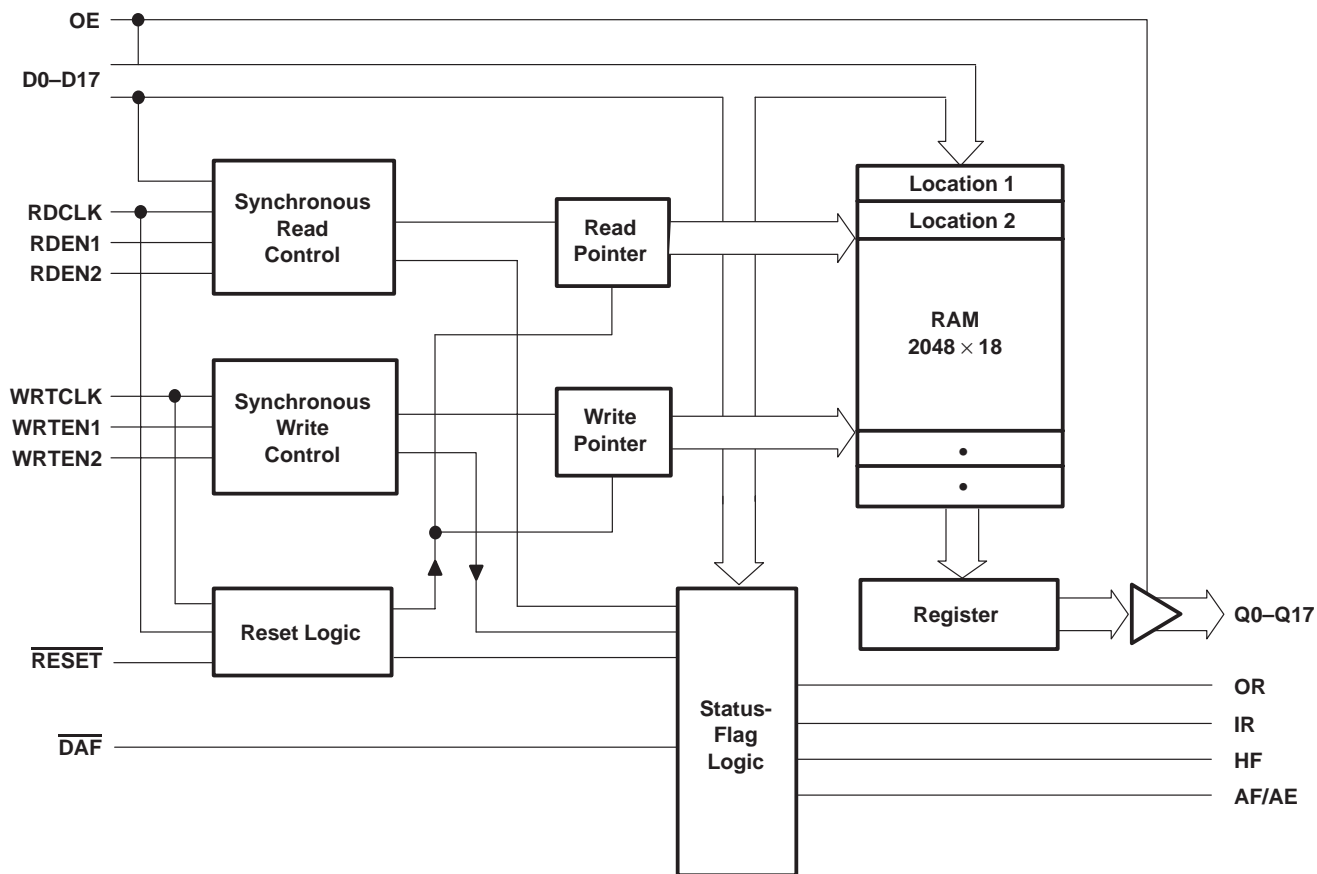 OE
D0–D17
RDCLK
RDEN1
RDEN2
Synchronous
Read
Control
Read
Pointer
Location 1
Location 2
RAM
2048 × 18
WRTCLK
WRTEN1
WRTEN2
Synchronous
Write
Control
Write
Pointer
Reset Logic
RESET
DAF
Status-
Flag
Logic
Register
Q0–Q17
OR
IR
HF
AF/AE